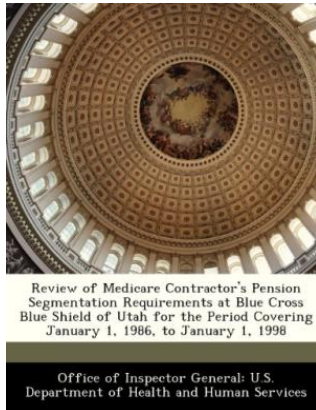 Review of Medicare Contractor's Pension
Segmentation Requirements at Blue Cross
Blue Shield of Utah for the Period Covering
January 1, 1986, to January 1, 1998
Office of Inspector General: U.S.
Department of Health and Human Services